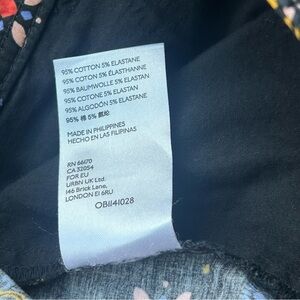 95% COTTON 5% ELASTANE
95% COTON 5% ÉLASTHANNE
95% BAUMWOLLE 5% ELASTAN
95% COTONE 5% ELASTAN
95% ALGODÓN 5% ELASTANO
95% 棉 5% 氨纶
MADE IN PHILIPPINES
HECHO EN LAS FILIPINAS
RN 66170
CA 32054
FOR EU
URBN UK Ltd.
146 Brick Lane,
LONDON E1 6RU
OB1141028